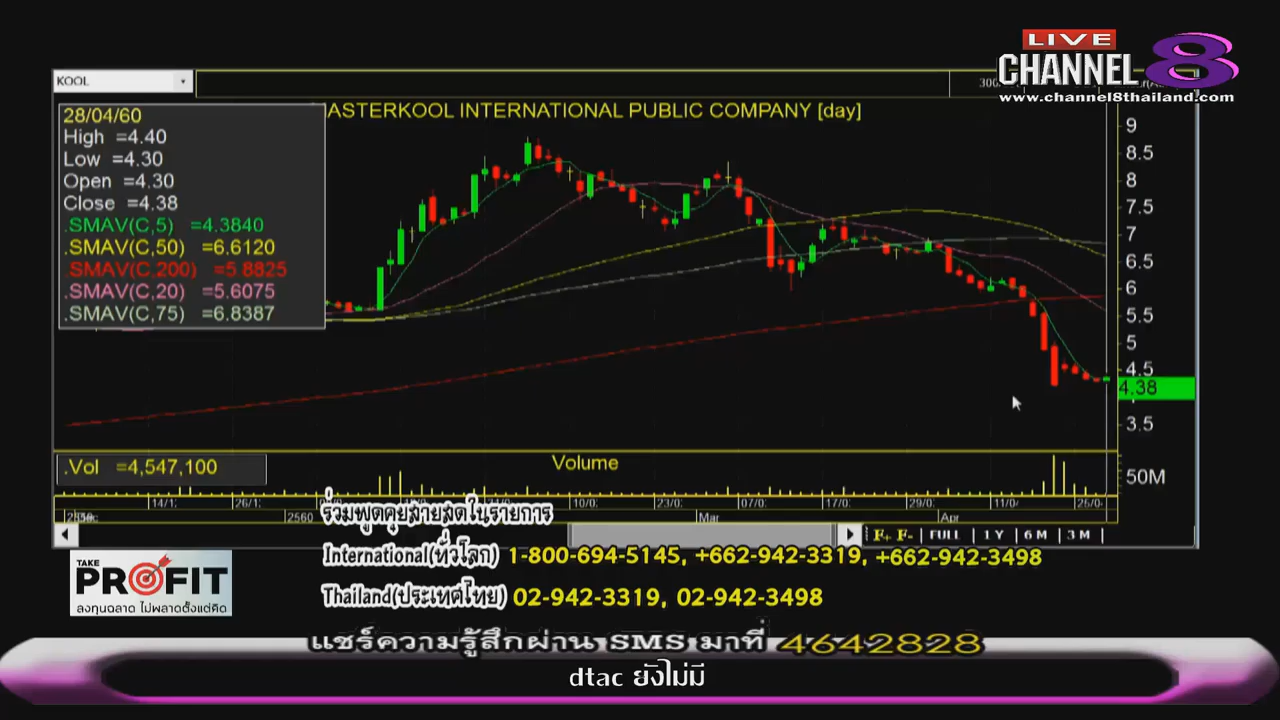 LIVE
CHANNEL 8
www.channel8thailand.com
KOOL
ASTERKOOL INTERNATIONAL PUBLIC COMPANY [day]
28/04/60
High =4.40
Low =4.30
Open =4.30
Close =4.38
.SMAV(C,5) =4.3840
.SMAV(C,50) =6.6120
.SMAV(C,200) =5.8825
.SMAV(C,20) =5.6075
.SMAV(C,75) =6.8387
9
8.5
8
7.5
7
6.5
6
5.5
5
4.5
4.38
3.5
.Vol =4,547,100
Volume
50M
14/1:
26/1:
10/0:
23/0:
07/0:
17/0:
29/0:
11/0
25/0
2560
Mar
Apr
F+ F- FULL 1 Y 6 M 3 M
ร่วมพูดคุยสายสดในรายการ
International(ทั่วโลก) 1-800-694-5145, +662-942-3319, +662-942-3498
Thailand(ประเทศไทย) 02-942-3319, 02-942-3498
TAKE
PROFIT
ลงทุนฉลาด ไม่พลาดตั้งแต่คิด
แชร์ความรู้สึกผ่าน SMS มาที่ 4642828
dtac ยังไม่มี